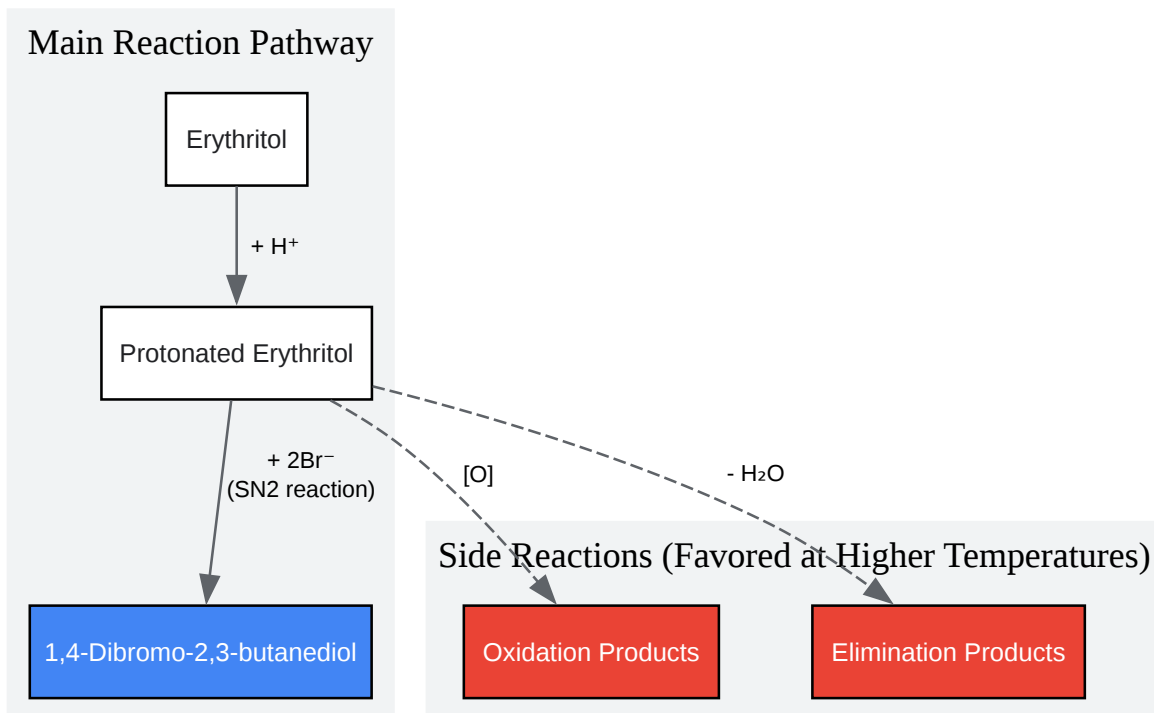 Main Reaction Pathway
Erythritol
+ H⁺
Protonated Erythritol
+ 2Br⁻
(SN2 reaction)
[O]
- H₂O
Side Reactions (Favored at Higher Temperatures)
1,4-Dibromo-2,3-butanediol
Oxidation Products
Elimination Products